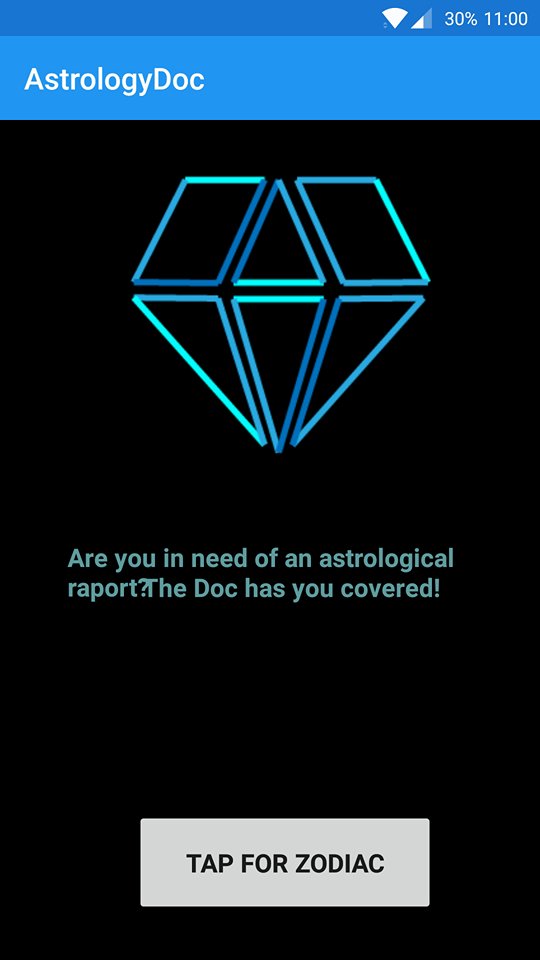 30% 11:00
AstrologyDoc
Are you in need of an astrological
raport?The Doc has you covered!
TAP FOR ZODIAC